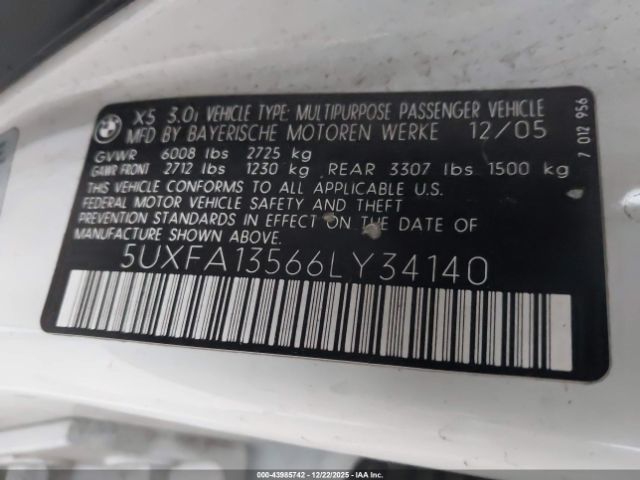 BMW
X5 3.0i VEHICLE TYPE: MULTIPURPOSE PASSENGER VEHICLE
MFD BY BAYERISCHE MOTOREN WERKE 12/05
GVWR 6008 lbs 2725 kg
GAWR FRONT 2712 lbs 1230 kg REAR 3307 lbs 1500 kg
THIS VEHICLE CONFORMS TO ALL APPLICABLE U.S.
FEDERAL MOTOR VEHICLE SAFETY AND THEFT
PREVENTION STANDARDS IN EFFECT ON THE DATE OF
MANUFACTURE SHOWN ABOVE.
5UXFA13566LY34140
7 012 956
© -43985742 - 12/22/2025 - IAA Inc.